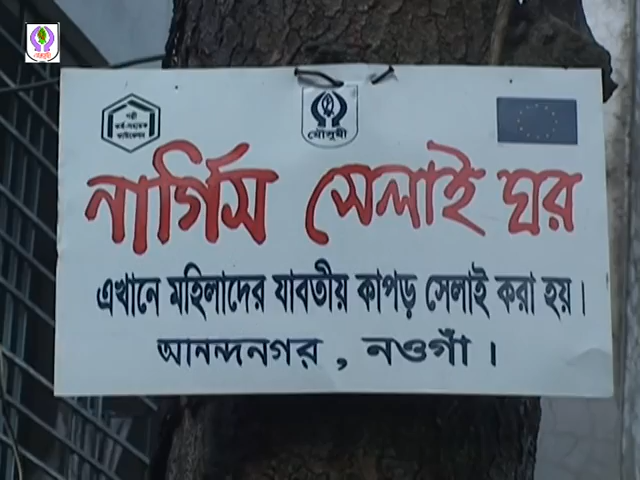 মৌসুমী
নার্গিস সেলাই ঘর
এখানে মহিলাদের যাবতীয় কাপড় সেলাই করা হয়।
আনন্দনগর, নওগাঁ।